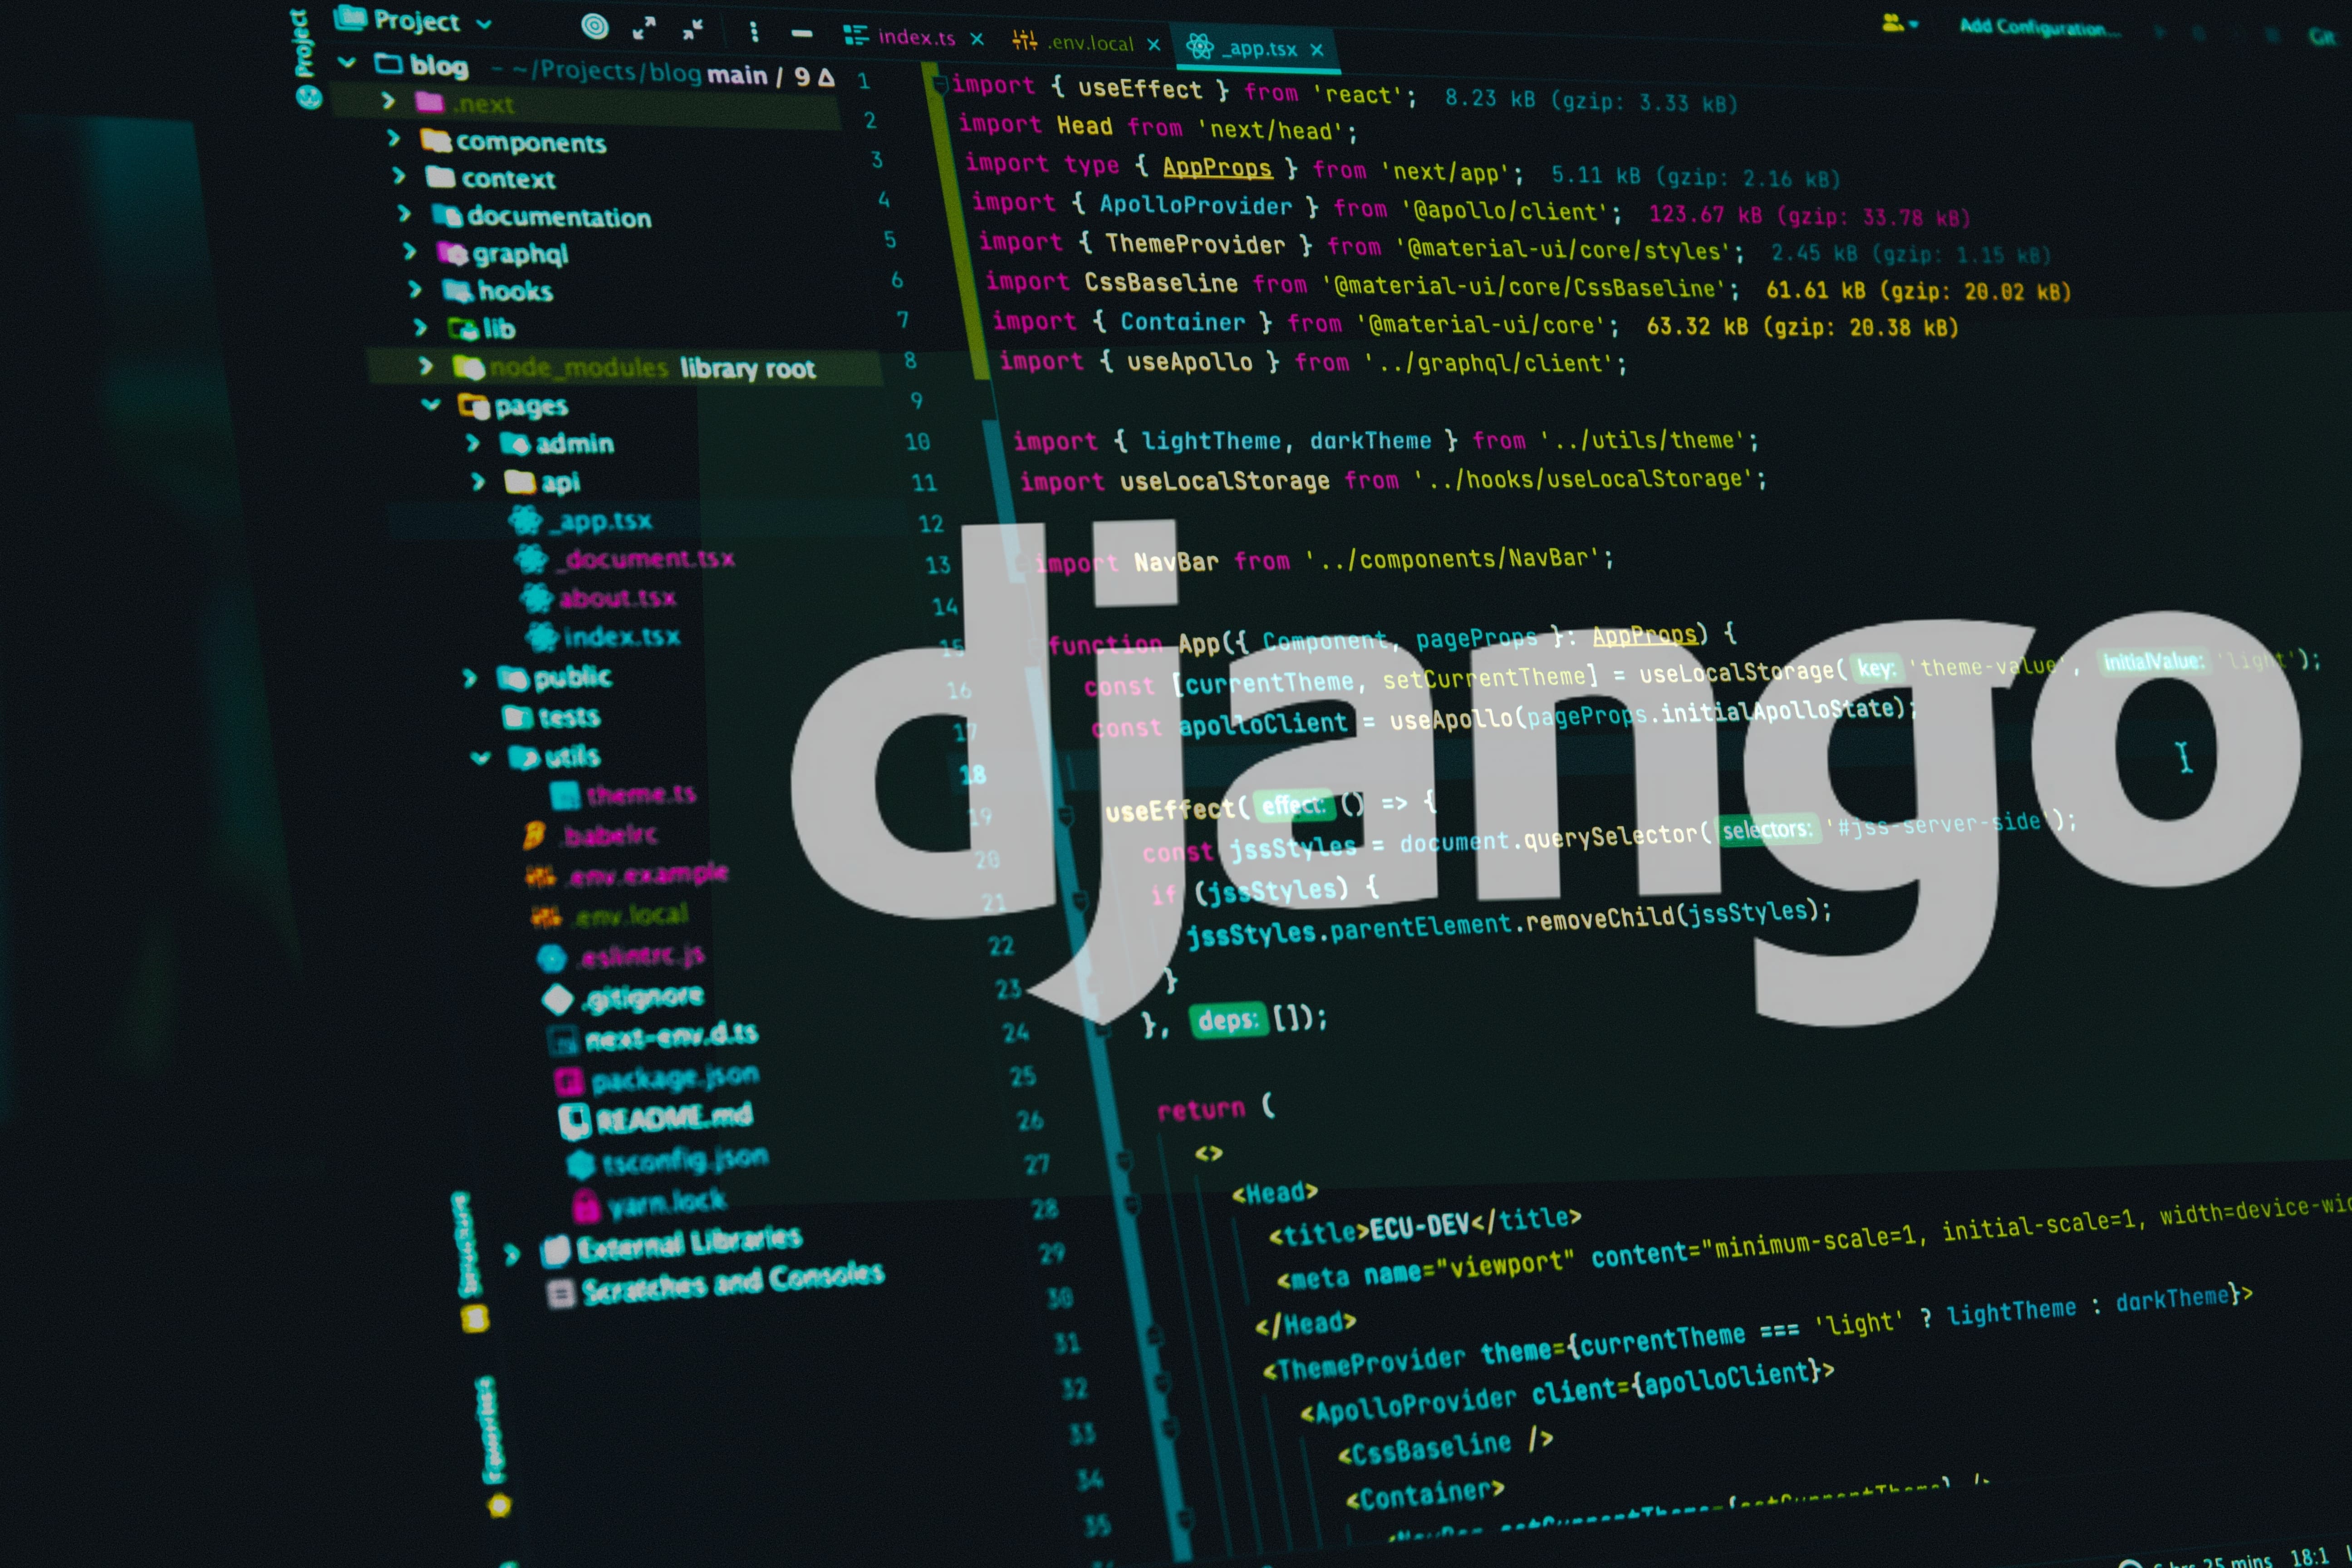 Project
Project
index.ts
.env.local
_app.tsx
Add Configuration...
Git
blog ~/Projects/blog main / 9 Δ
.next
components
context
documentation
graphql
hooks
lib
node_modules library root
pages
admin
api
_app.tsx
_document.tsx
about.tsx
index.tsx
public
tests
utils
theme.ts
.babelrc
.env.example
.env.local
.eslintrc.js
.gitignore
next-env.d.ts
package.json
README.md
tsconfig.json
yarn.lock
External Libraries
Scratches and Consoles
Structure
Favorites
1 import { useEffect } from 'react'; 8.23 kB (gzip: 3.33 kB)
2 import Head from 'next/head';
3 import type { AppProps } from 'next/app'; 5.11 kB (gzip: 2.16 kB)
4 import { ApolloProvider } from '@apollo/client'; 123.67 kB (gzip: 33.78 kB)
5 import { ThemeProvider } from '@material-ui/core/styles'; 2.45 kB (gzip: 1.15 kB)
6 import CssBaseline from '@material-ui/core/CssBaseline'; 61.61 kB (gzip: 20.02 kB)
7 import { Container } from '@material-ui/core'; 63.32 kB (gzip: 20.38 kB)
8 import { useApollo } from '../graphql/client';
9
10 import { lightTheme, darkTheme } from '../utils/theme';
11 import useLocalStorage from '../hooks/useLocalStorage';
12
13 import NavBar from '../components/NavBar';
14
15 function App({ Component, pageProps }: AppProps) {
16 const [currentTheme, setCurrentTheme] = useLocalStorage( key: 'theme-value', initialValue: 'light');
17 const apolloClient = useApollo(pageProps.initialApolloState);
18
19 useEffect( effect: () => {
20 const jssStyles = document.querySelector( selectors: '#jss-server-side');
21 if (jssStyles) {
22 jssStyles.parentElement.removeChild(jssStyles);
23 }
24 }, deps: []);
25
26 return (
27 <>
28 <Head>
29 <title>ECU-DEV</title>
30 <meta name="viewport" content="minimum-scale=1, initial-scale=1, width=device-wid
31 </Head>
32 <ThemeProvider theme={currentTheme === 'light' ? lightTheme : darkTheme}>
33 <ApolloProvider client={apolloClient}>
34 <CssBaseline />
35 <Container>
django
25 mins 18:1